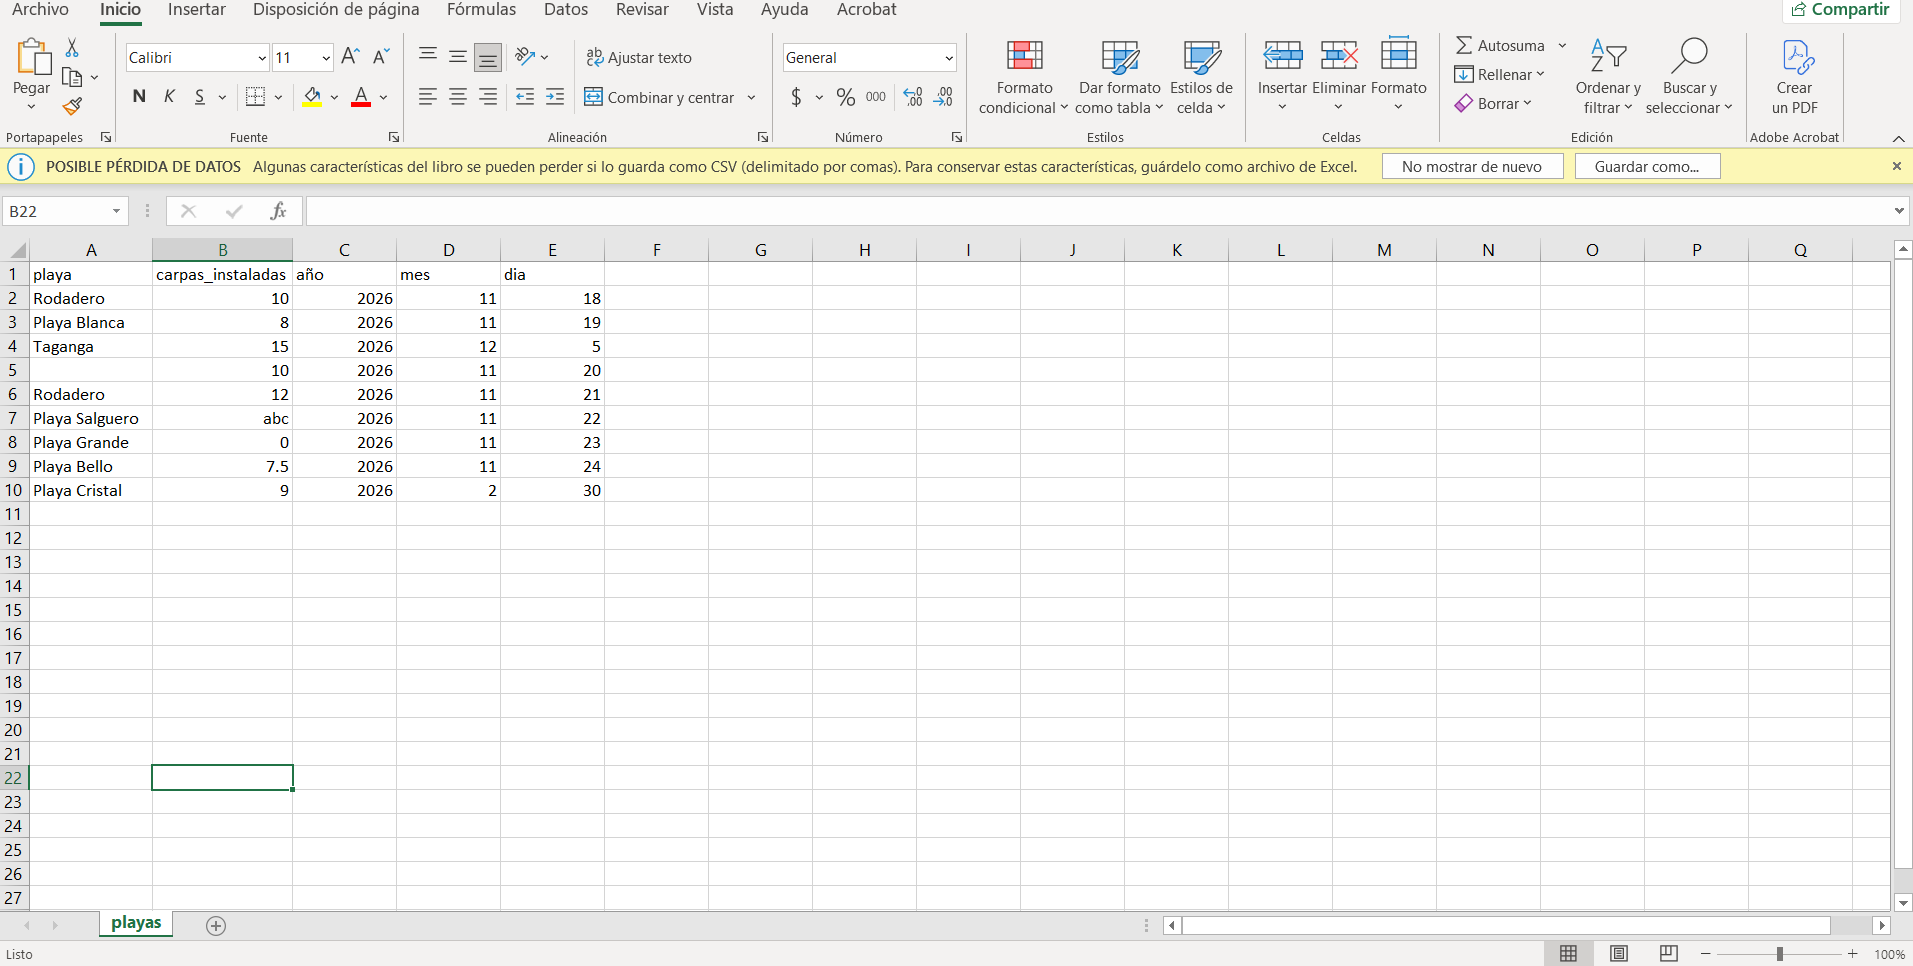 Archivo Inicio Insertar Disposición de página Fórmulas Datos Revisar Vista Ayuda Acrobat Compartir
Calibri 11 Ajustar texto General
Pegar
N K S Combinar y centrar $ % 000 ,00 ,00
Formato condicional Dar formato como tabla Estilos de celda Insertar Eliminar Formato
Autosuma Rellenar Borrar Ordenar y filtrar Buscar y seleccionar Crear un PDF
Portapapeles Fuente Alineación Número Estilos Celdas Edición Adobe Acrobat
POSIBLE PÉRDIDA DE DATOS Algunas características del libro se pueden perder si lo guarda como CSV (delimitado por comas). Para conservar estas características, guárdelo como archivo de Excel. No mostrar de nuevo Guardar como...
B22 fx
A B C D E F G H I J K L M N O P Q
1 playa carpas_instaladas año mes dia
2 Rodadero 10 2026 11 18
3 Playa Blanca 8 2026 11 19
4 Taganga 15 2026 12 5
5 10 2026 11 20
6 Rodadero 12 2026 11 21
7 Playa Salguero abc 2026 11 22
8 Playa Grande 0 2026 11 23
9 Playa Bello 7.5 2026 11 24
10 Playa Cristal 9 2026 2 30
11
12
13
14
15
16
17
18
19
20
21
22
23
24
25
26
27
playas
Listo 100%